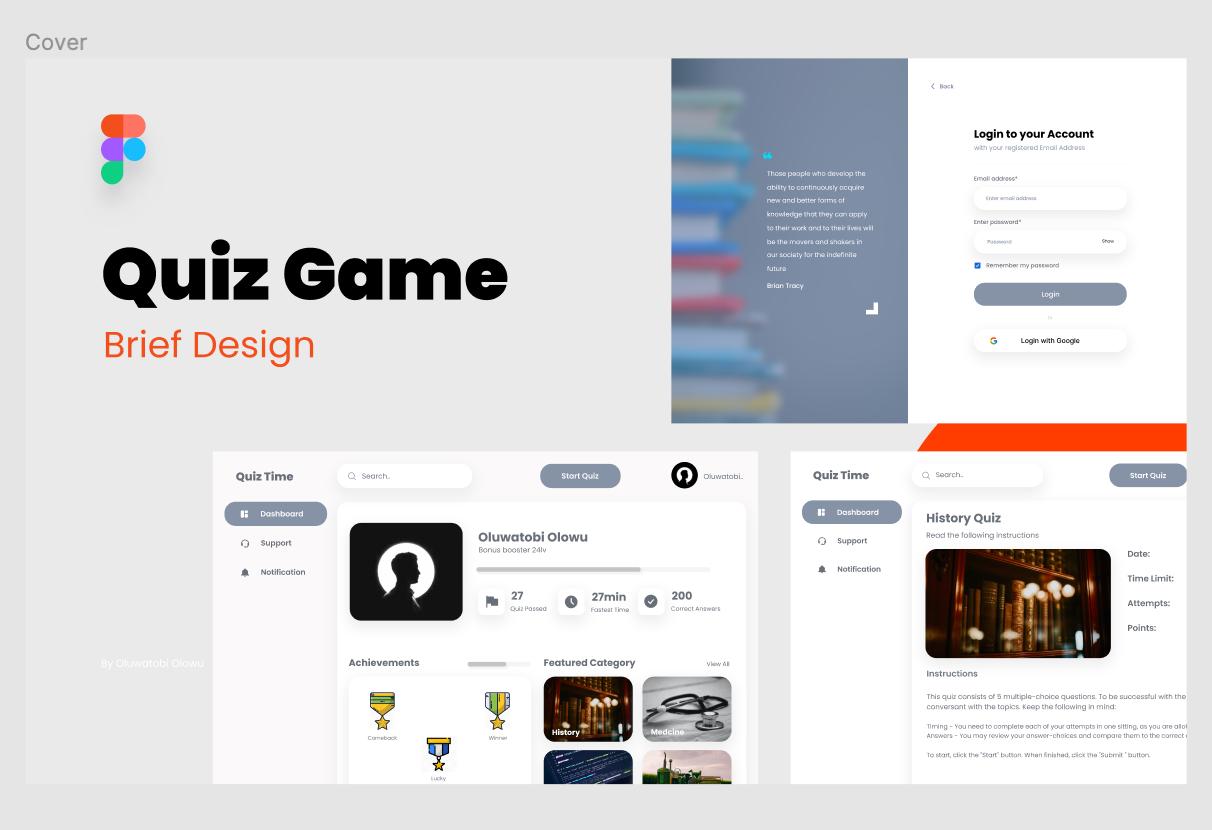 Cover
Quiz Game
Brief Design
By Oluwatobi Olowu
Back
❝
Those people who develop the
ability to continuously acquire
new and better forms of
knowledge that they can apply
to their work and to their lives will
be the movers and shakers in
our society for the indefinite
future
Brian Tracy
Login to your Account
with your registered Email Address
Email address*
Enter email address
Enter password*
Password
Show
Remember my password
Login
Login with Google
Quiz Time
Search..
Start Quiz
Oluwatobi..
Dashboard
Support
Notification
Oluwatobi Olowu
Bonus booster 24lv
27
Quiz Passed
27min
Fastest Time
200
Correct Answers
Achievements
Comeback
Winner
Lucky
Featured Category
View All
History
Medcine
Quiz Time
Search..
Start Quiz
Dashboard
Support
Notification
History Quiz
Read the following instructions
Date:
Time Limit:
Attempts:
Points:
Instructions
This quiz consists of 5 multiple-choice questions. To be successful with the
conversant with the topics. Keep the following in mind:
Timing - You need to complete each of your attempts in one sitting, as you are
Answers - You may review your answer-choices and compare them to the correct
To start, click the "Start" button. When finished, click the "Submit " button.